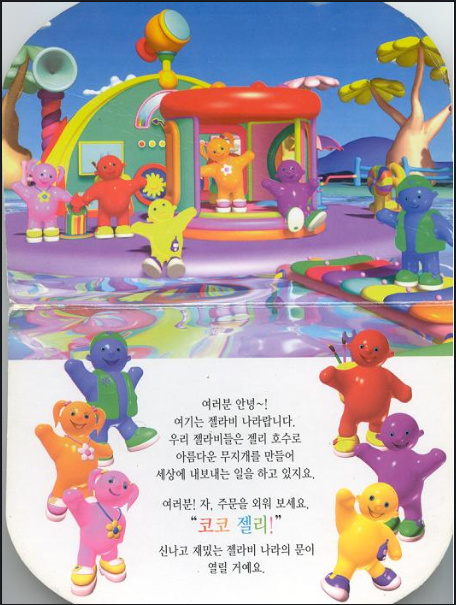 여러분 안녕~!
여기는 젤라비 나라랍니다.
우리 젤라비들은 젤리 호수로
아름다운 무지개를 만들어
세상에 내보내는 일을 하고 있지요.
여러분! 자, 주문을 외워 보세요.
“코코 젤리!”
신나고 재밌는 젤라비 나라의 문이
열릴 거예요.